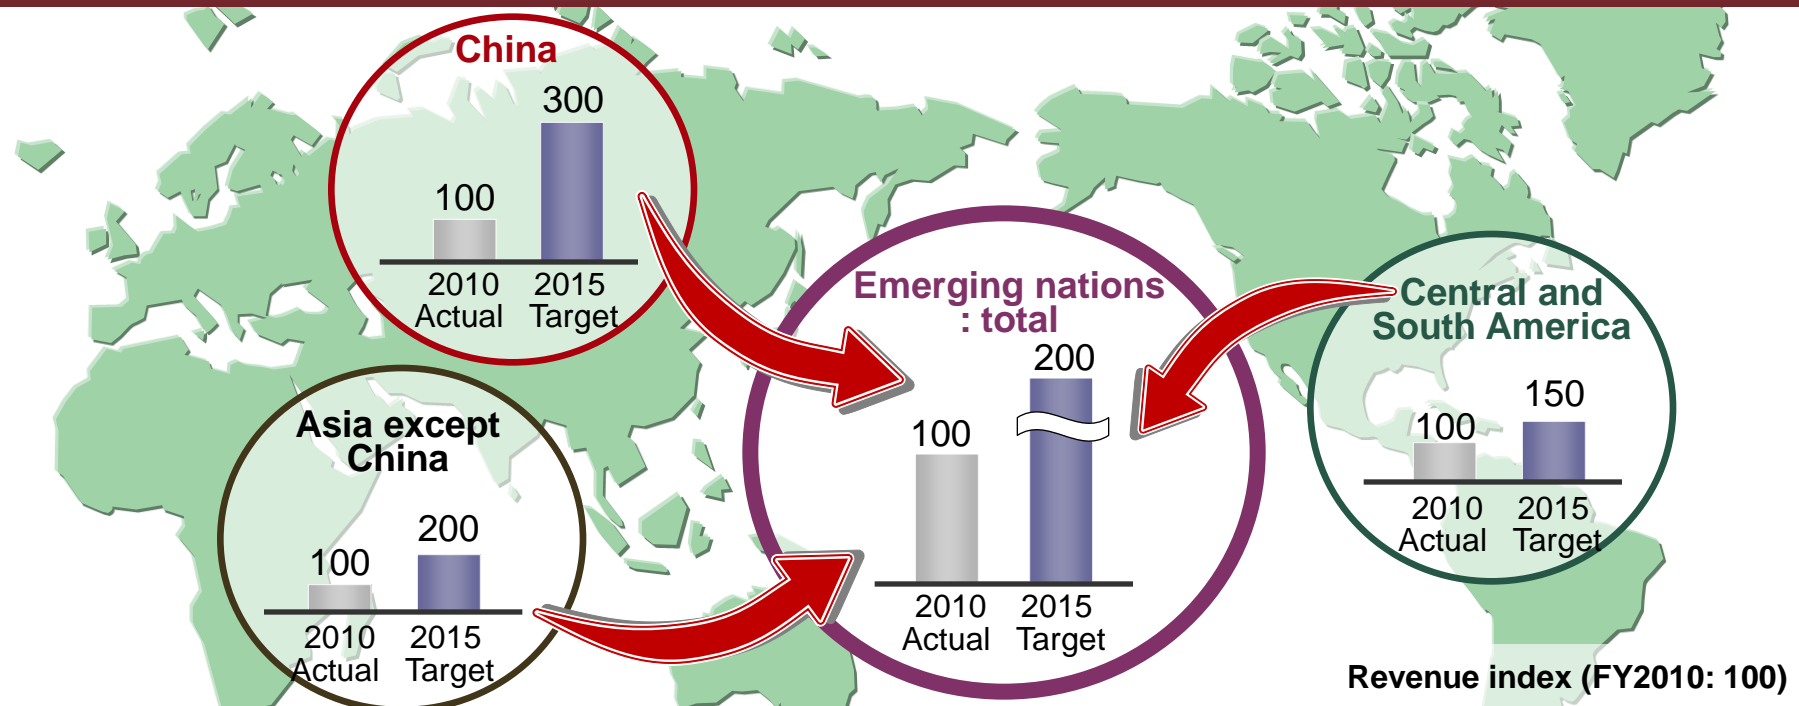 China
300
100
2010 2015
Actual Target
Asia except
China
200
100
2010 2015
Actual Target
Emerging nations
: total
200
100
2010 2015
Actual Target
Central and
South America
150
100
2010 2015
Actual Target
Revenue index (FY2010: 100)